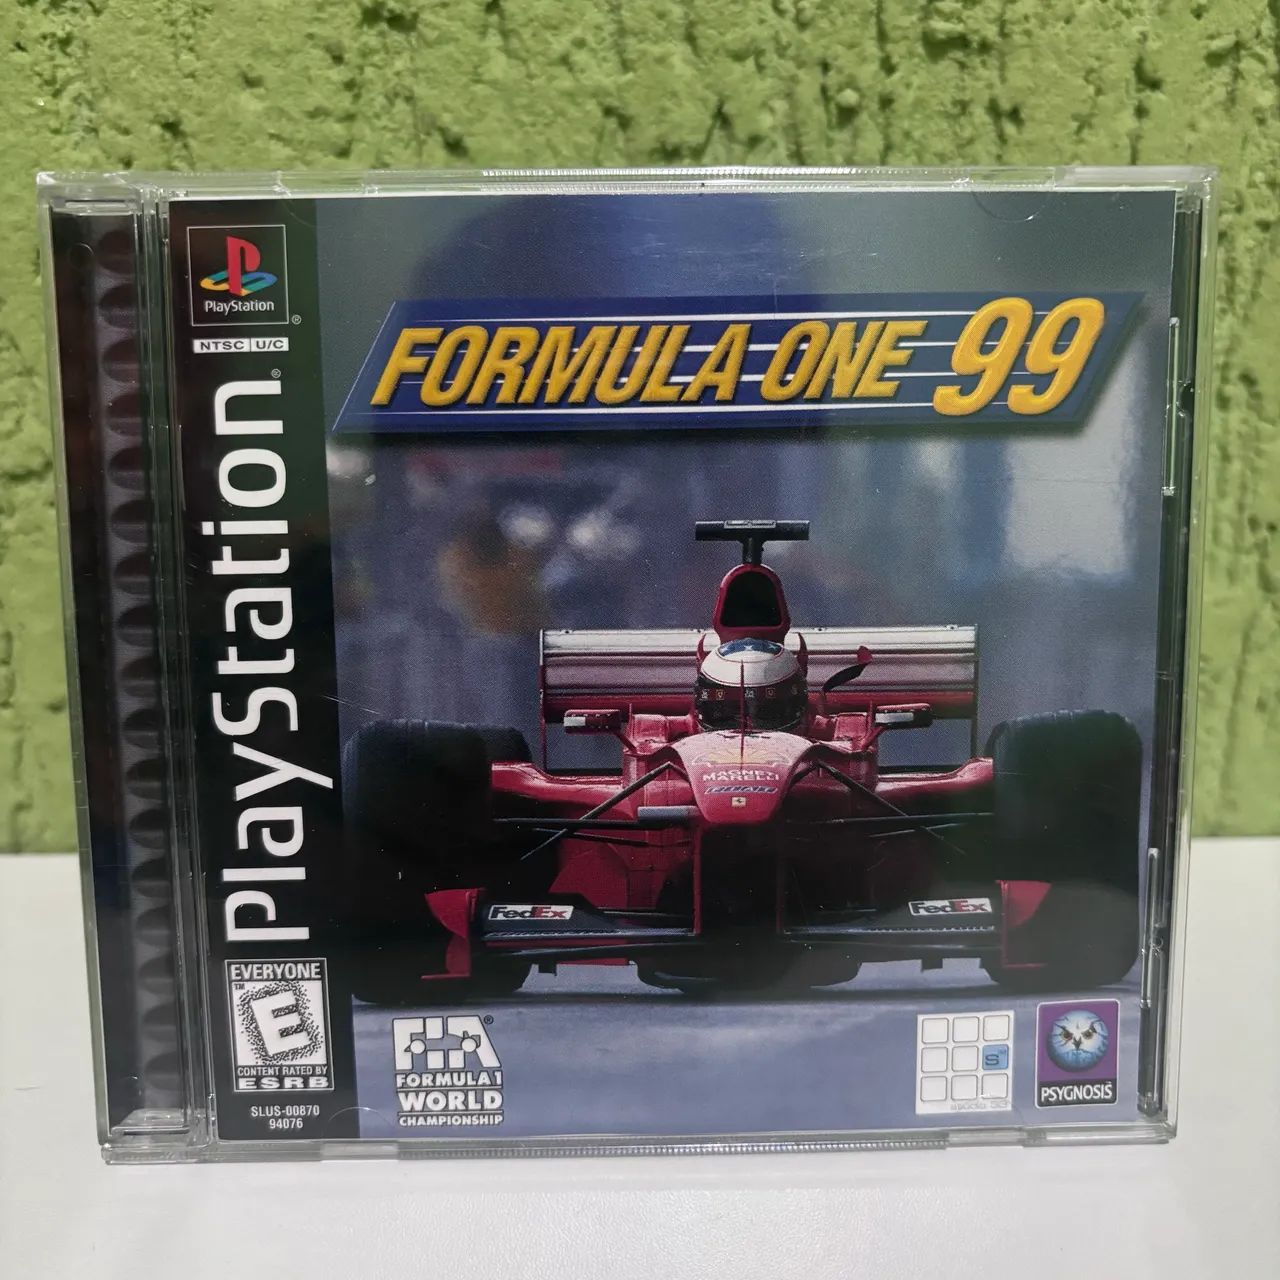 PlayStation
®
NTSC U/C
PlayStation®
FORMULA ONE 99
MAGNETI
MARELLI
FedEx
FedEx
EVERYONE
™
E
CONTENT RATED BY
ESRB
SLUS-00870
94076
FIA®
FORMULA 1
WORLD
CHAMPIONSHIP
S
PSYGNOSIS